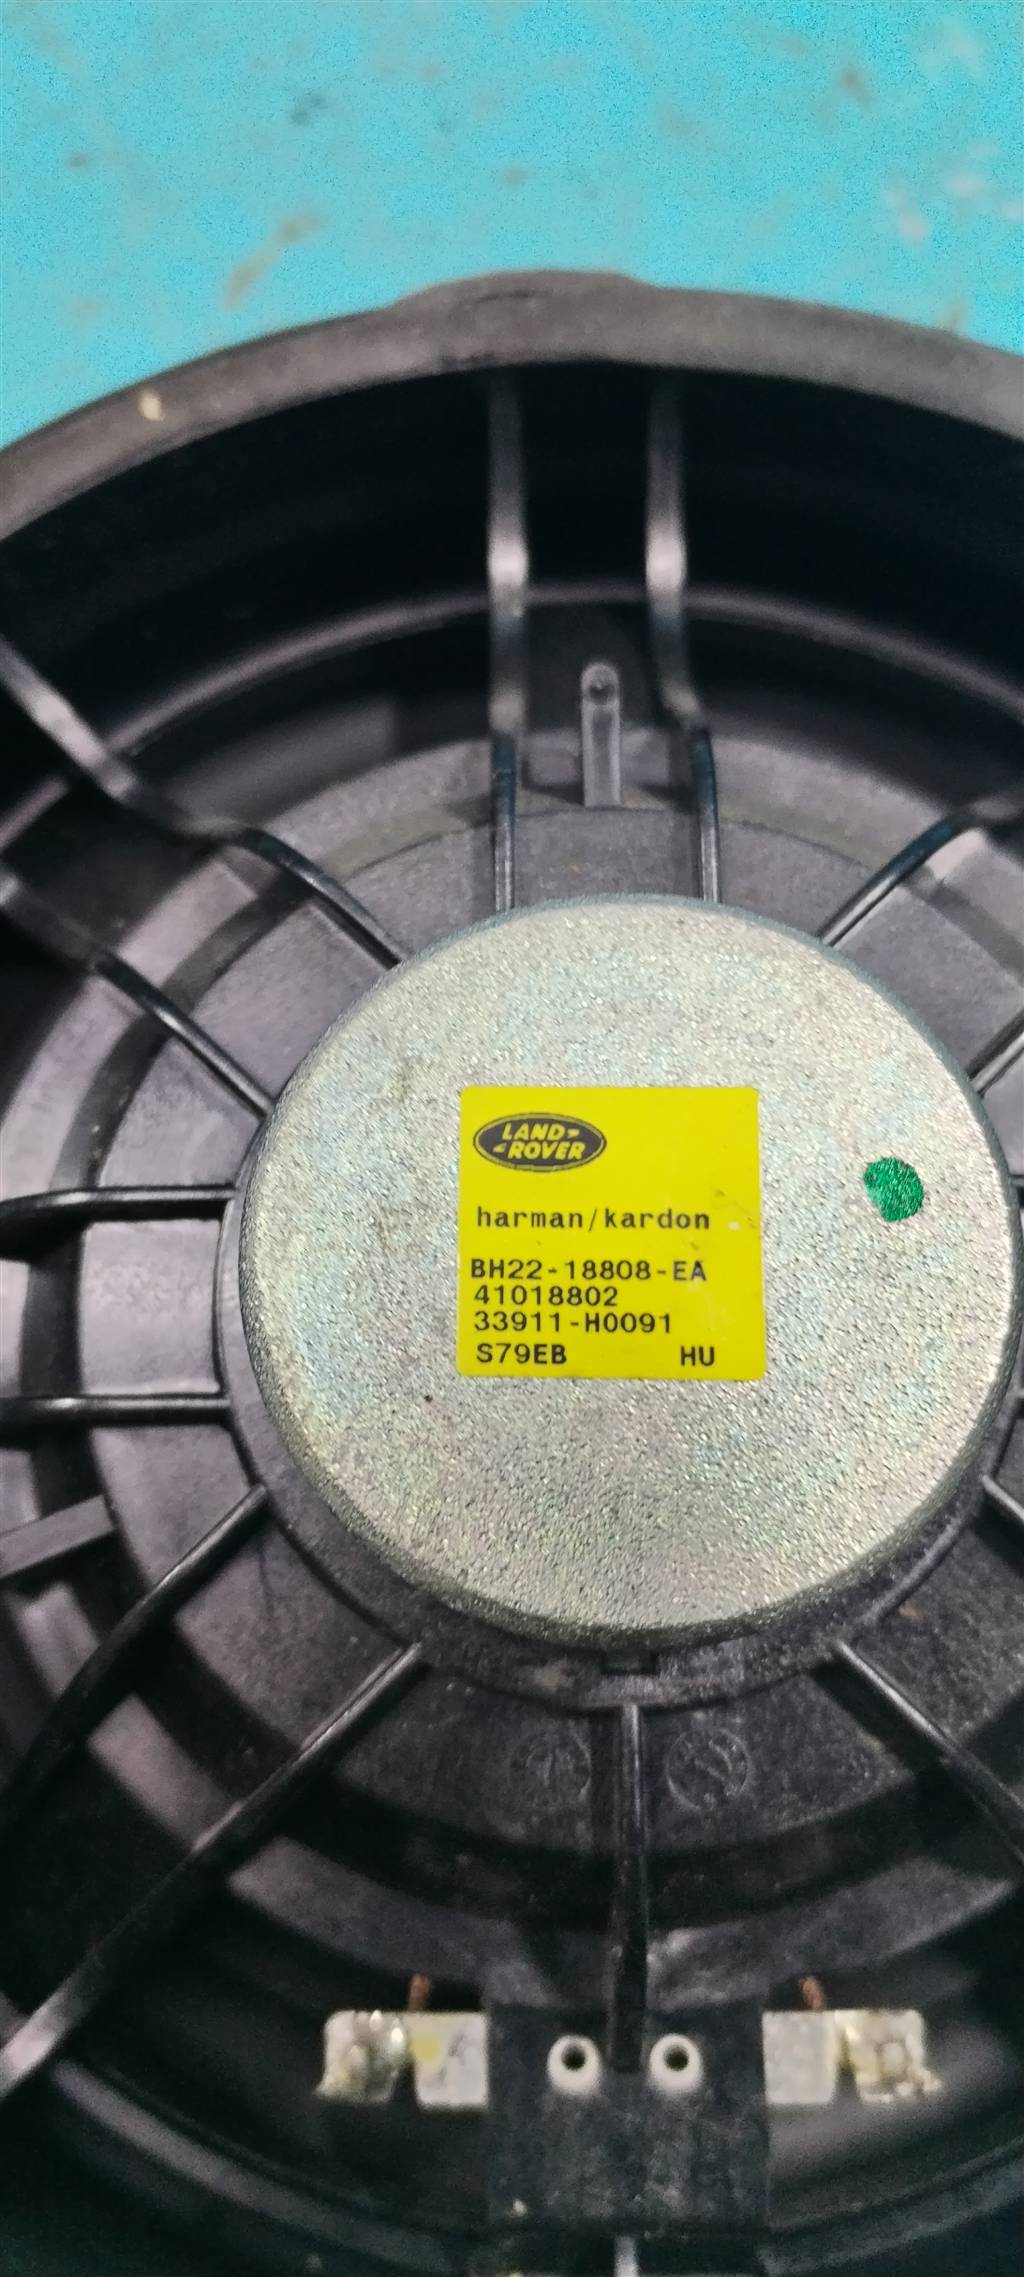 LAND
ROVER
harman/kardon
BH22-18808-EA
41018802
33911-H0091
S79EB HU